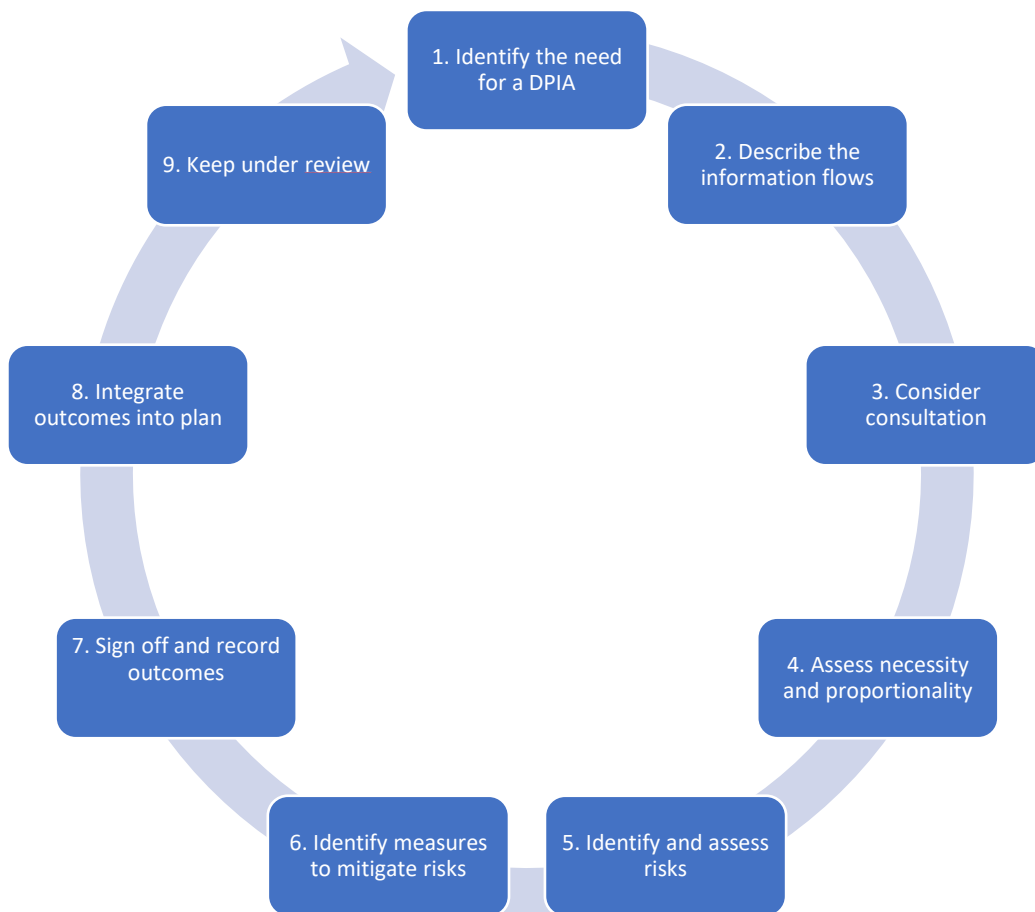 1. Identify the need
for a DPIA
2. Describe the
information flows
3. Consider
consultation
4. Assess necessity
and proportionality
5. Identify and assess
risks
6. Identify measures
to mitigate risks
7. Sign off and record
outcomes
8. Integrate
outcomes into plan
9. Keep under review